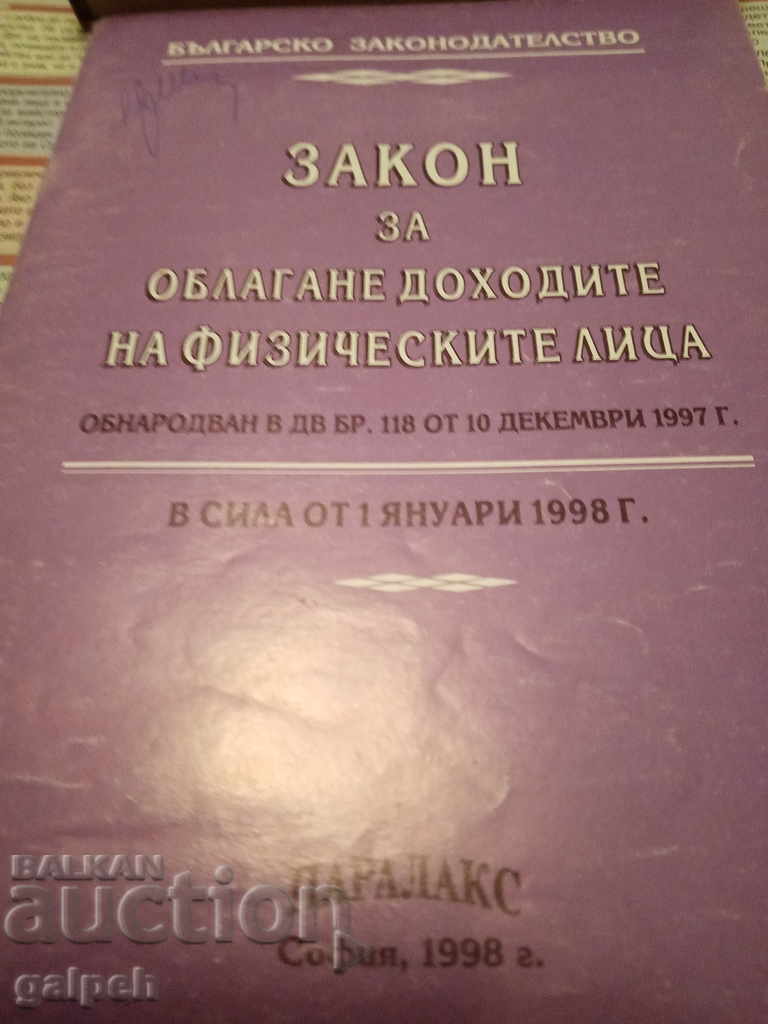 БЪЛГАРСКО ЗАКОНОДАТЕЛСТВО
ЗАКОН
ЗА
ОБЛАГАНЕ ДОХОДИТЕ
НА ФИЗИЧЕСКИТЕ ЛИЦА
ОБНАРОДВАН В ДВ БР. 118 ОТ 10 ДЕКЕМВРИ 1997 Г.
В СИЛА ОТ 1 ЯНУАРИ 1998 Г.
ПАРАЛАКС
София, 1998 г.
BALKAN
auction
galpeh